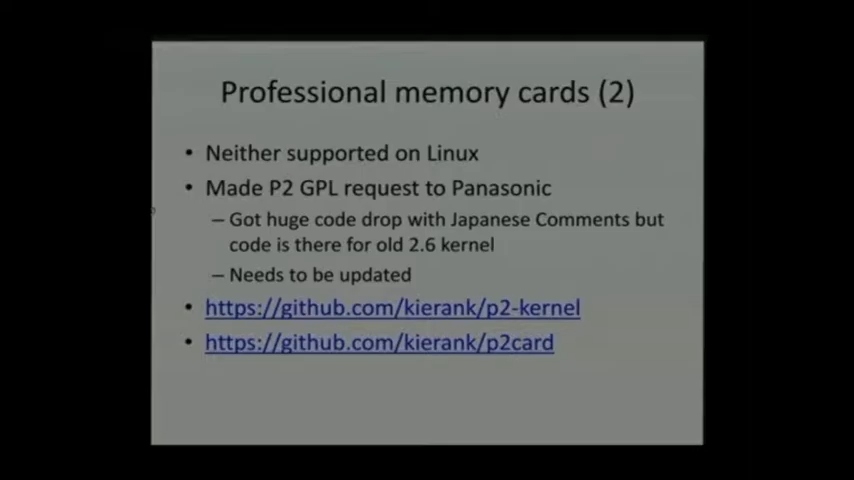 Professional memory cards (2)
• Neither supported on Linux
• Made P2 GPL request to Panasonic
– Got huge code drop with Japanese Comments but
code is there for old 2.6 kernel
– Needs to be updated
• https://github.com/kierank/p2-kernel
• https://github.com/kierank/p2card